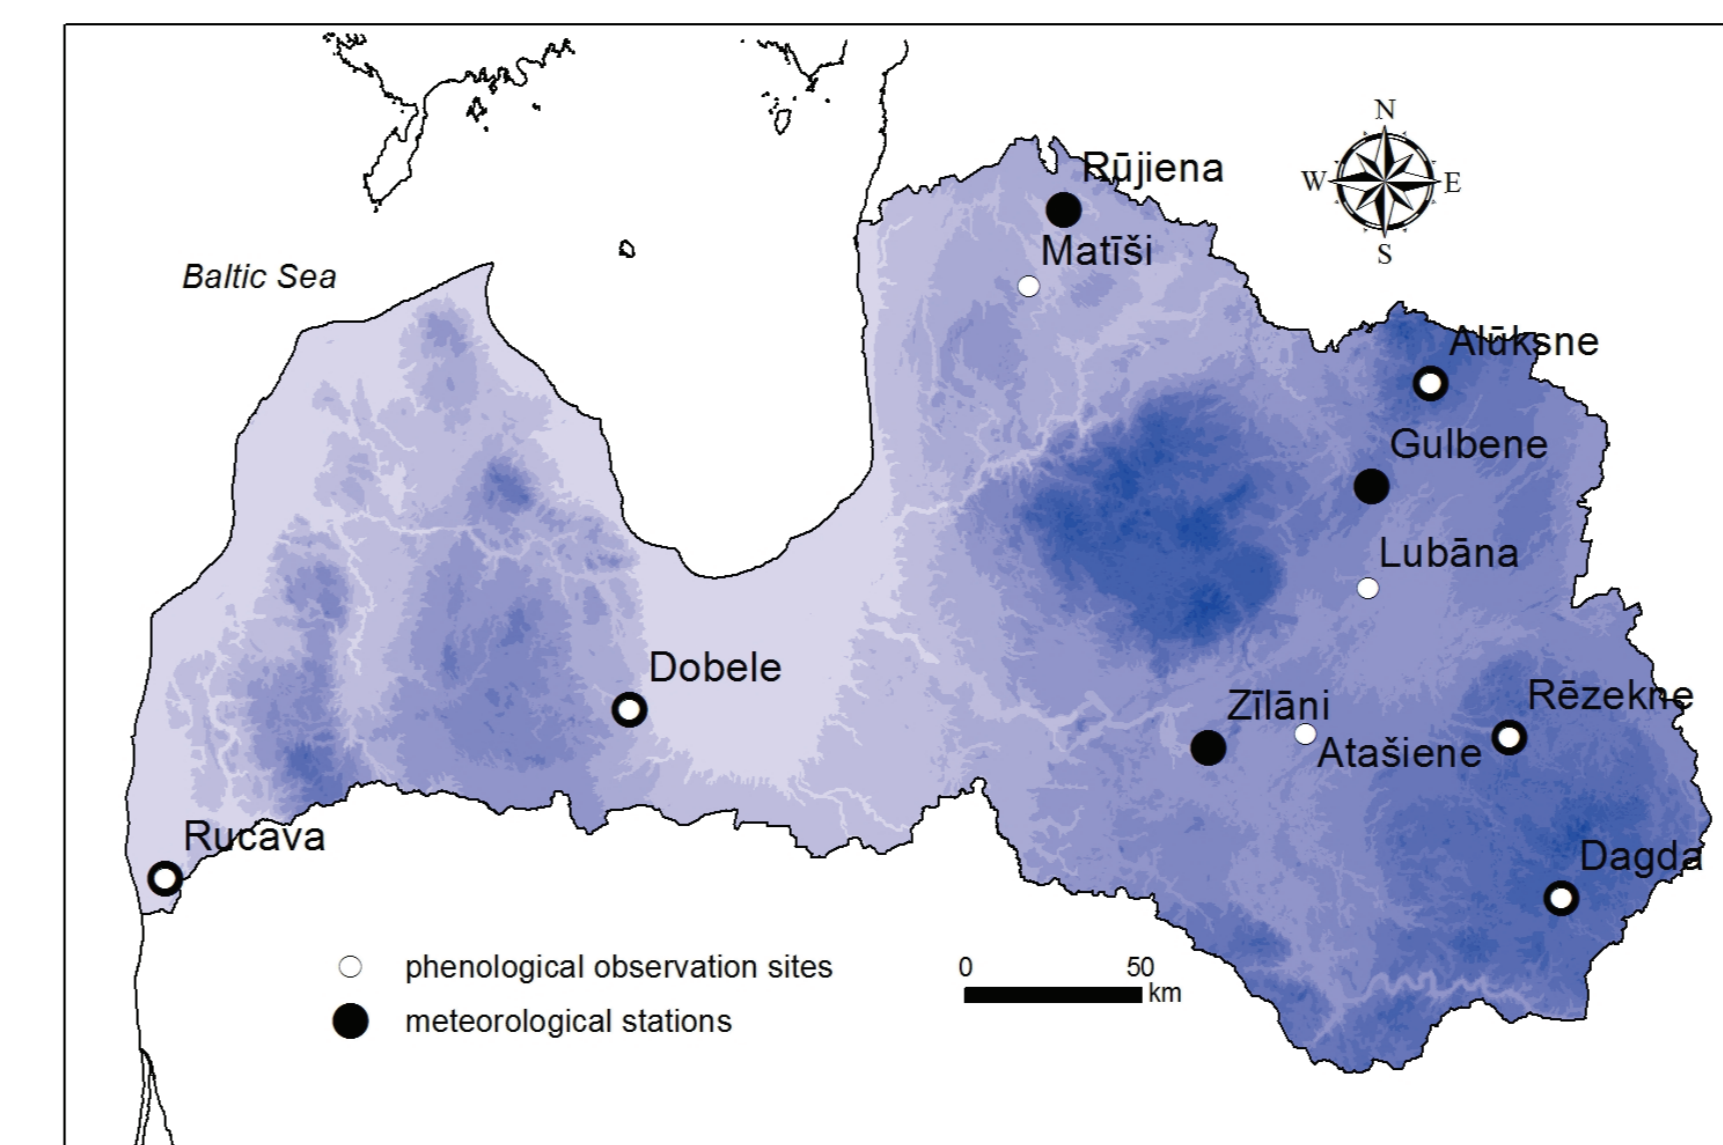 N
Rūjiena
W
E
Matīši
S
Baltic Sea
Alūksne
Gulbene
Lubāna
Dobele
Rēzekne
Zīlāni
Atašiene
Rucava
Dagda
phenological observation sites
0 50
km
meteorological stations